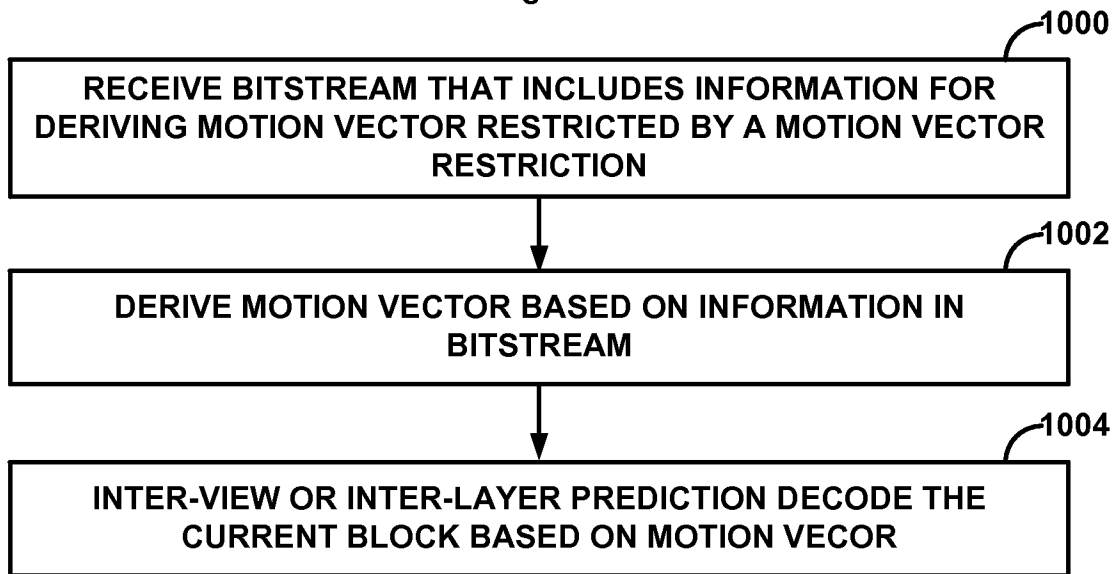 1000
RECEIVE BITSTREAM THAT INCLUDES INFORMATION FOR
DERIVING MOTION VECTOR RESTRICTED BY A MOTION VECTOR
RESTRICTION
1002
DERIVE MOTION VECTOR BASED ON INFORMATION IN
BITSTREAM
1004
INTER-VIEW OR INTER-LAYER PREDICTION DECODE THE
CURRENT BLOCK BASED ON MOTION VECOR